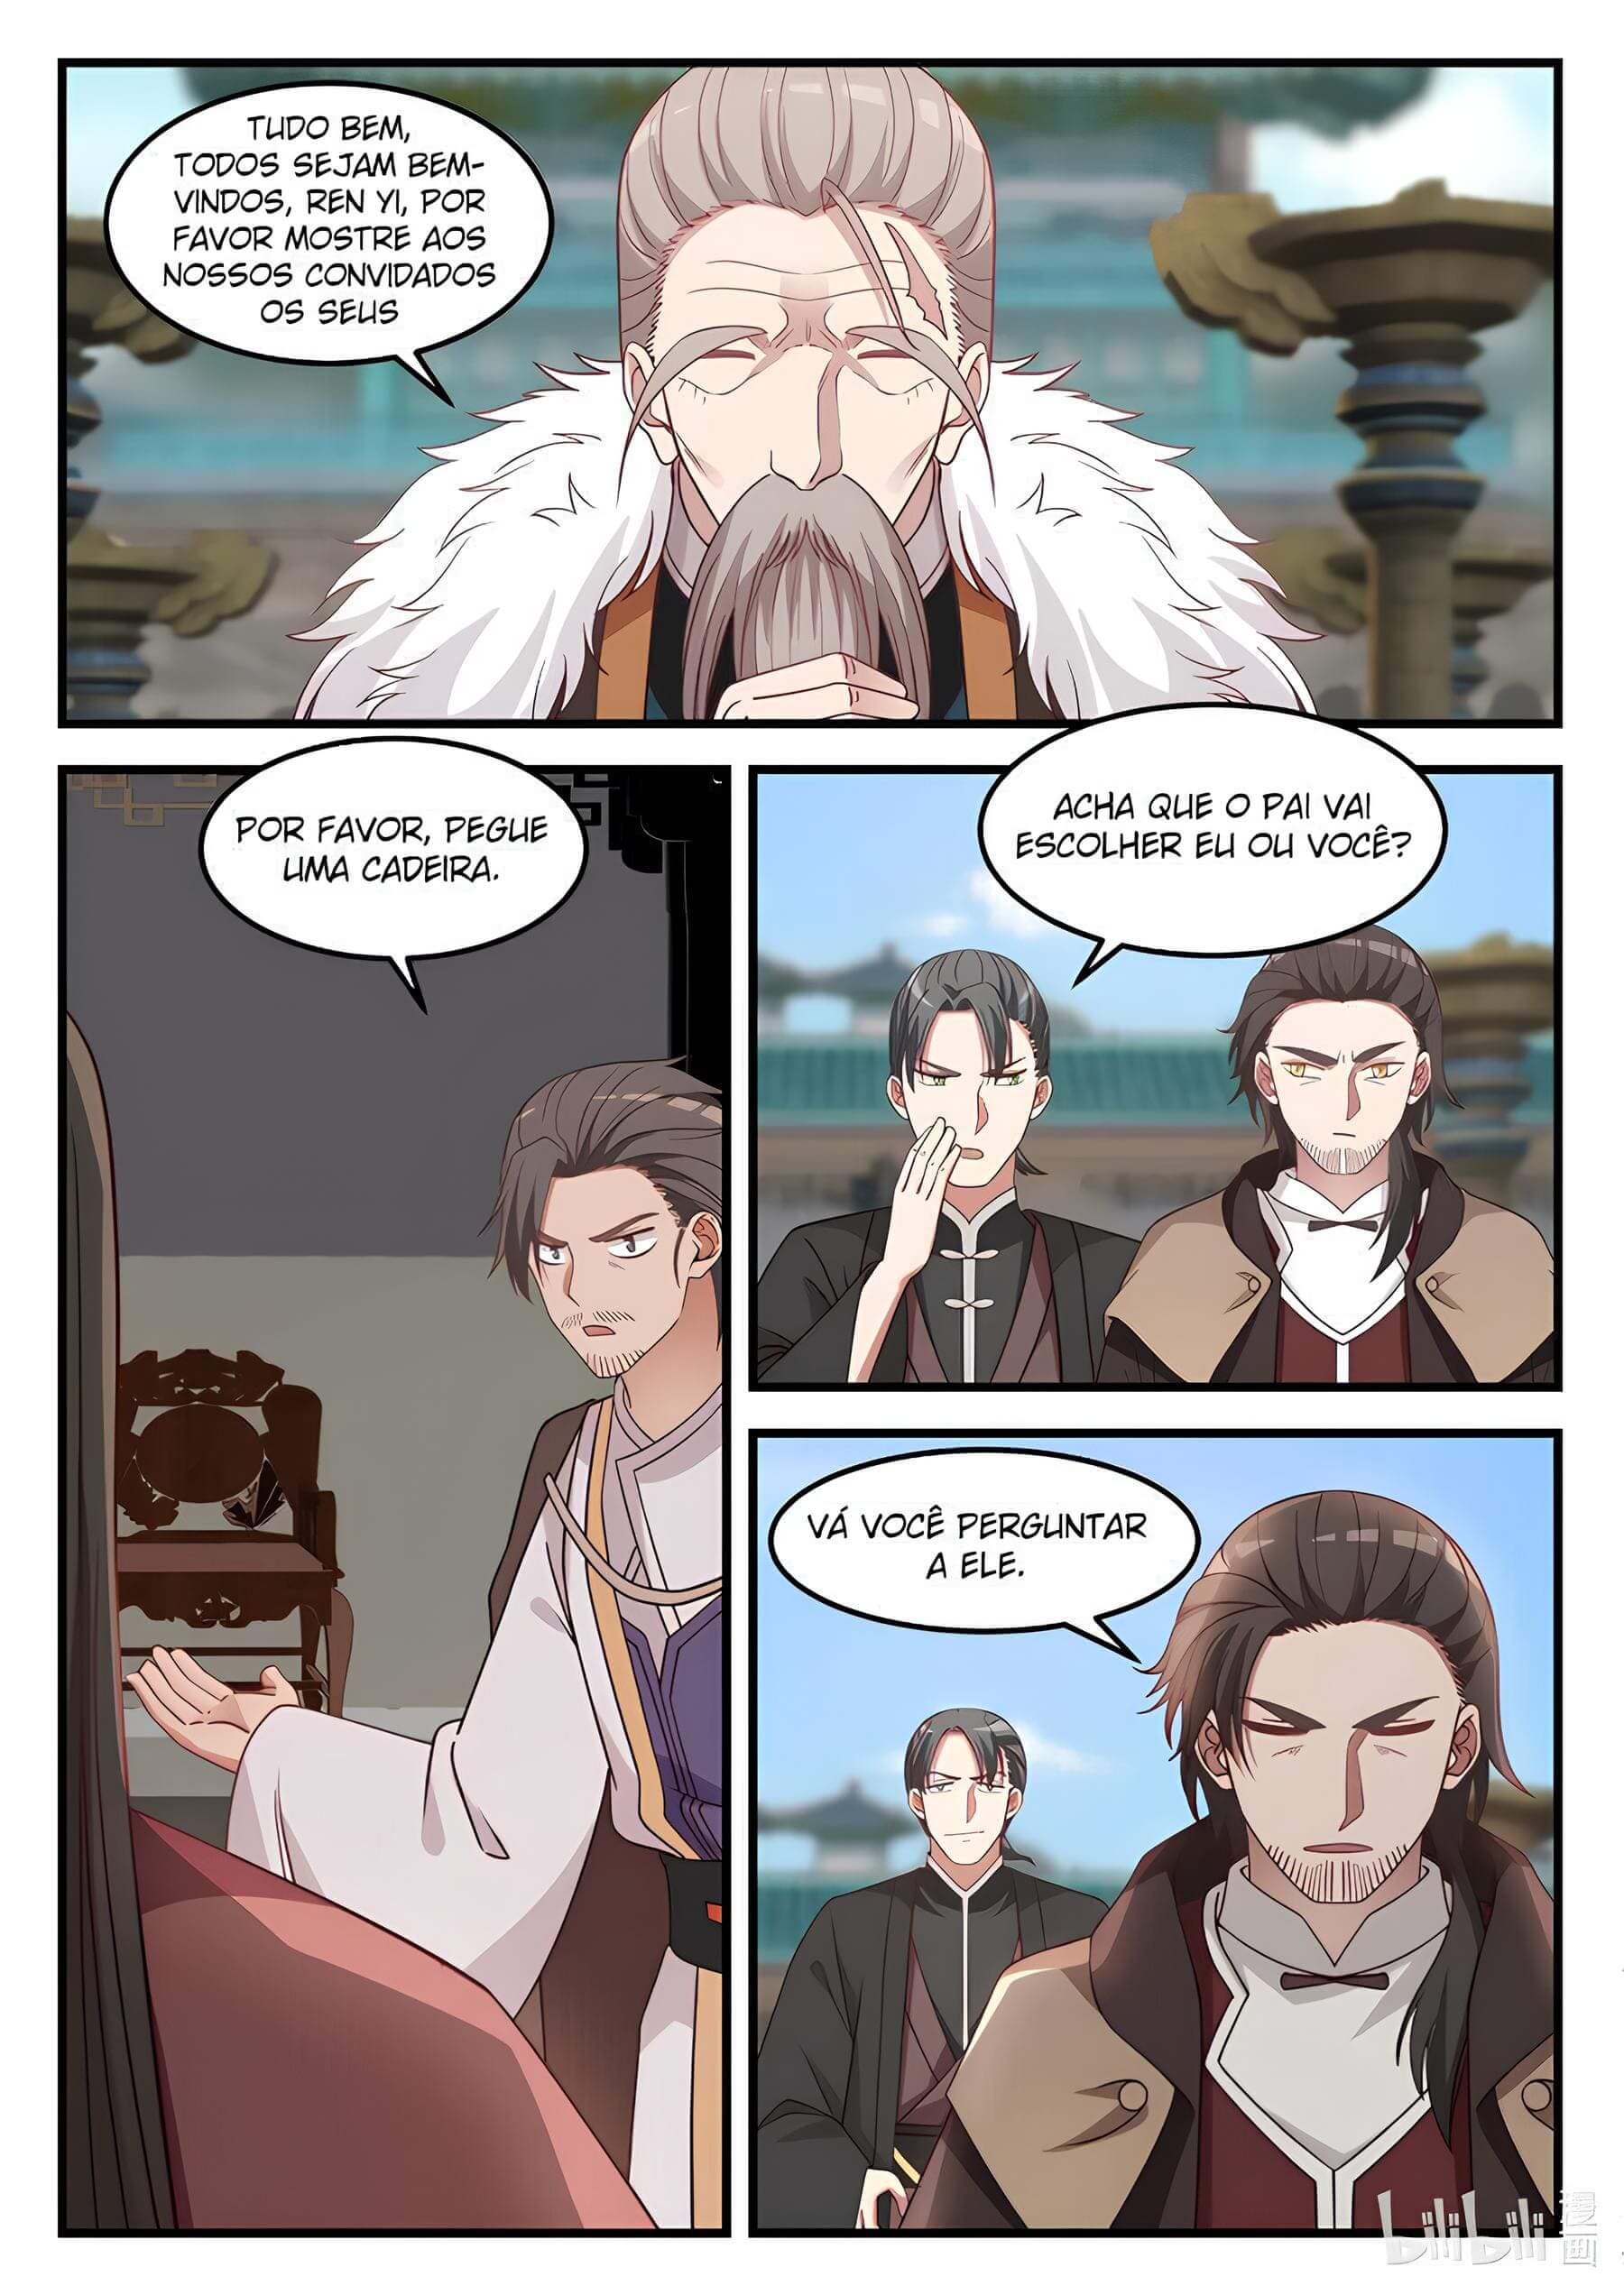 TUDO BEM,
TODOS SEJAM BEM-
VINDOS, REN YI, POR
FAVOR MOSTRE AOS
NOSSOS CONVIDADOS
OS SEUS
POR FAVOR, PEGUE
UMA CADEIRA.
ACHA QUE O PAI VAI
ESCOLHER EU OU VOCÊ?
VÁ VOCÊ PERGUNTAR
A ELE.
bilibili 漫画